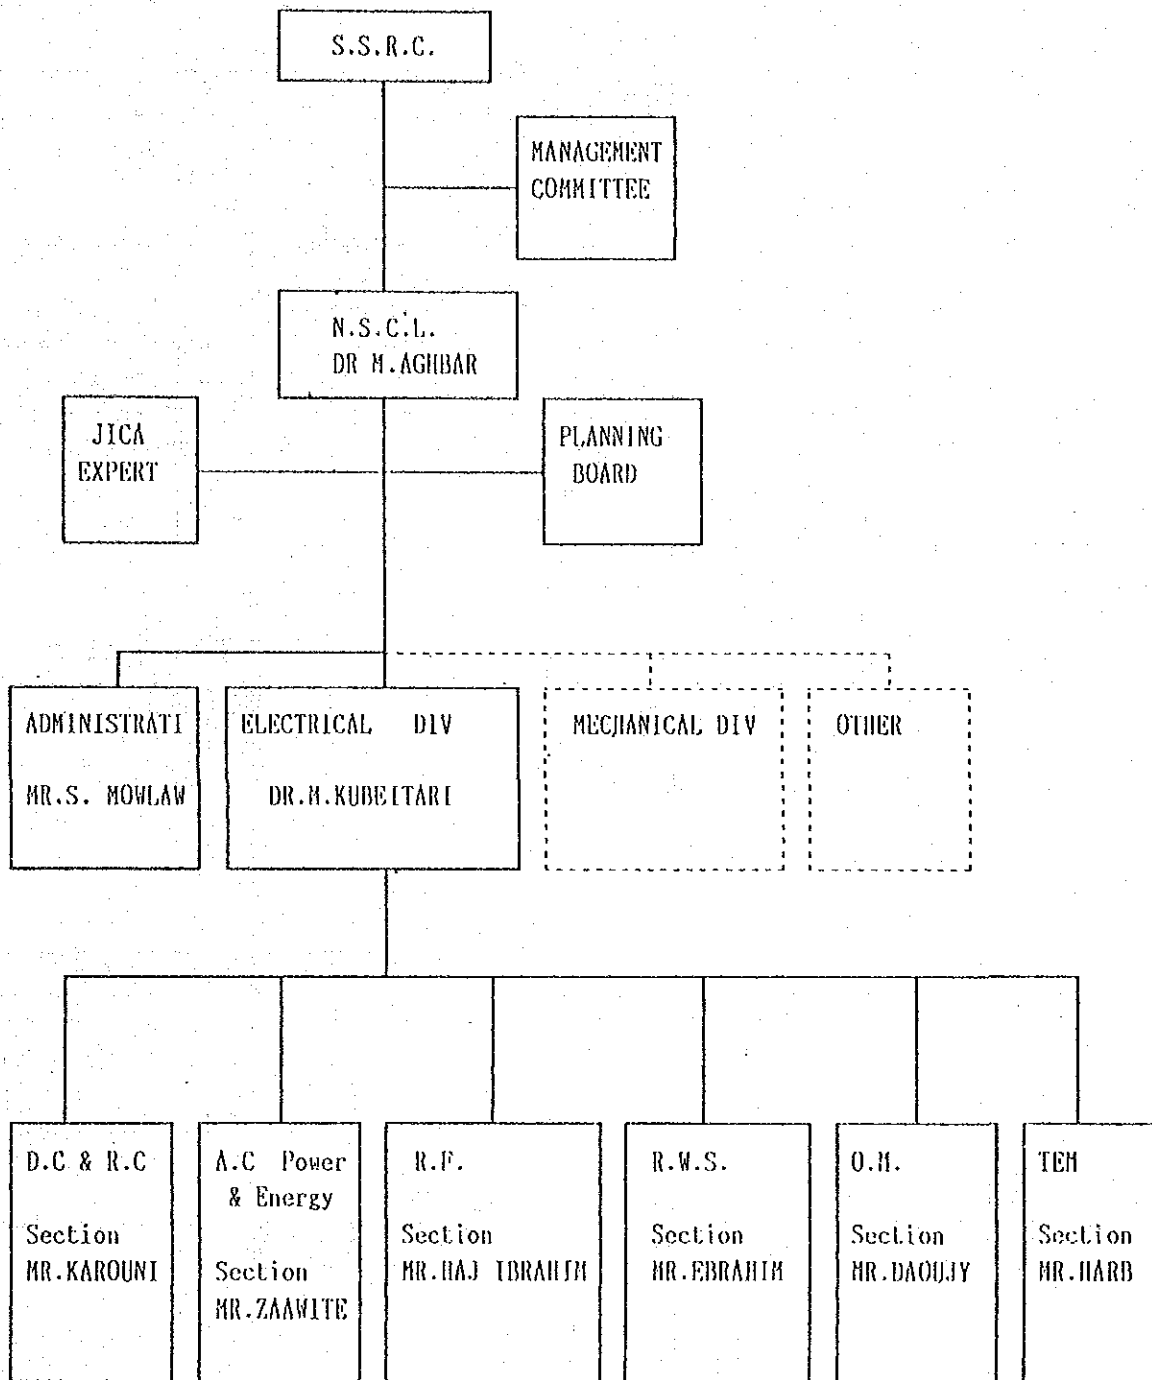 S.S.R.C.
MANAGEMENT
COMMITTEE
N.S.C.L.
DR M.AGHBAR
JICA
EXPERT
PLANNING
BOARD
ADMINISTRATI
MR.S. MOWLAW
ELECTRICAL DIV
DR.M.KUBEITARI
MECHANICAL DIV
OTHER
D.C & R.C
Section
MR.KAROUNI
A.C Power
& Energy
Section
MR.ZAAWITE
R.F.
Section
MR.HAJ IBRAHIM
R.W.S.
Section
MR.EBRAHIM
O.M.
Section
MR.DAOUJY
TEM
Section
MR.HARB